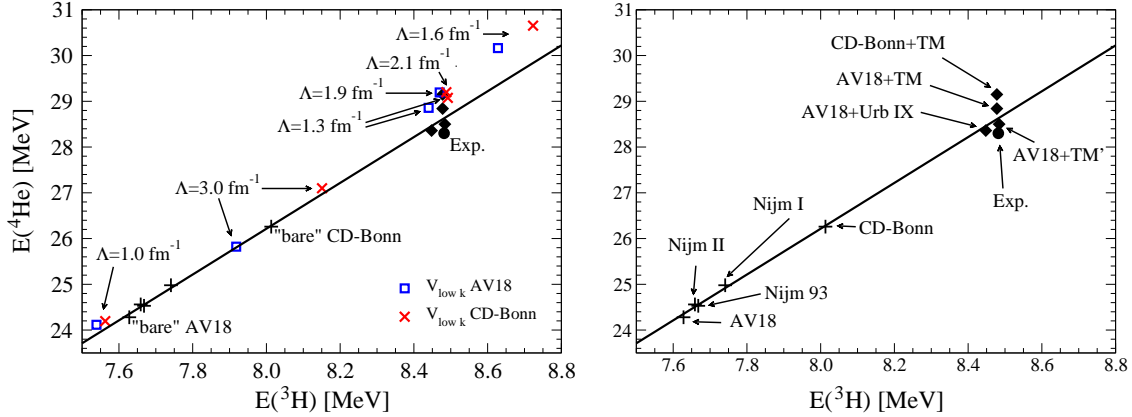 31
30
29
28
27
26
25
24
E(⁴He) [MeV]
7.6 7.8 8.0 8.2 8.4 8.6 8.8
E(³H) [MeV]
Λ=1.6 fm⁻¹
Λ=2.1 fm⁻¹
Λ=1.9 fm⁻¹
Λ=1.3 fm⁻¹
Exp.
Λ=3.0 fm⁻¹
"bare" CD-Bonn
Λ=1.0 fm⁻¹
"bare" AV18
V low k AV18
V low k CD-Bonn
31
30
29
28
27
26
25
24
7.6 7.8 8.0 8.2 8.4 8.6 8.8
E(³H) [MeV]
CD-Bonn+TM
AV18+TM
AV18+Urb IX
AV18+TM'
Exp.
Nijm I
CD-Bonn
Nijm II
Nijm 93
AV18